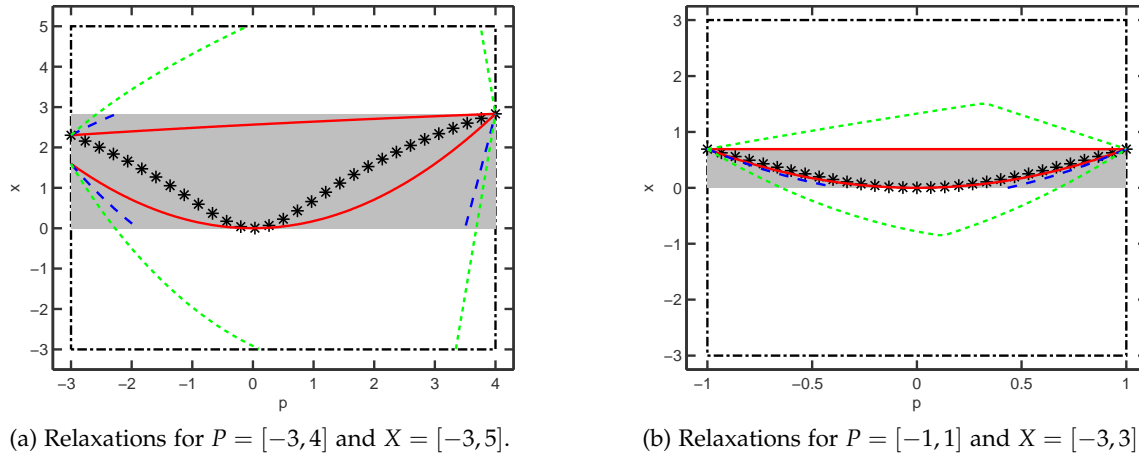 5
4
3
2
1
0
−1
−2
−3
x
−3 −2 −1 0 1 2 3 4
p
3
2
1
0
−1
−2
−3
x
−1 −0.5 0 0.5 1
p
(a) Relaxations for P = [−3, 4] and X = [−3, 5].
(b) Relaxations for P = [−1, 1] and X = [−3, 3]